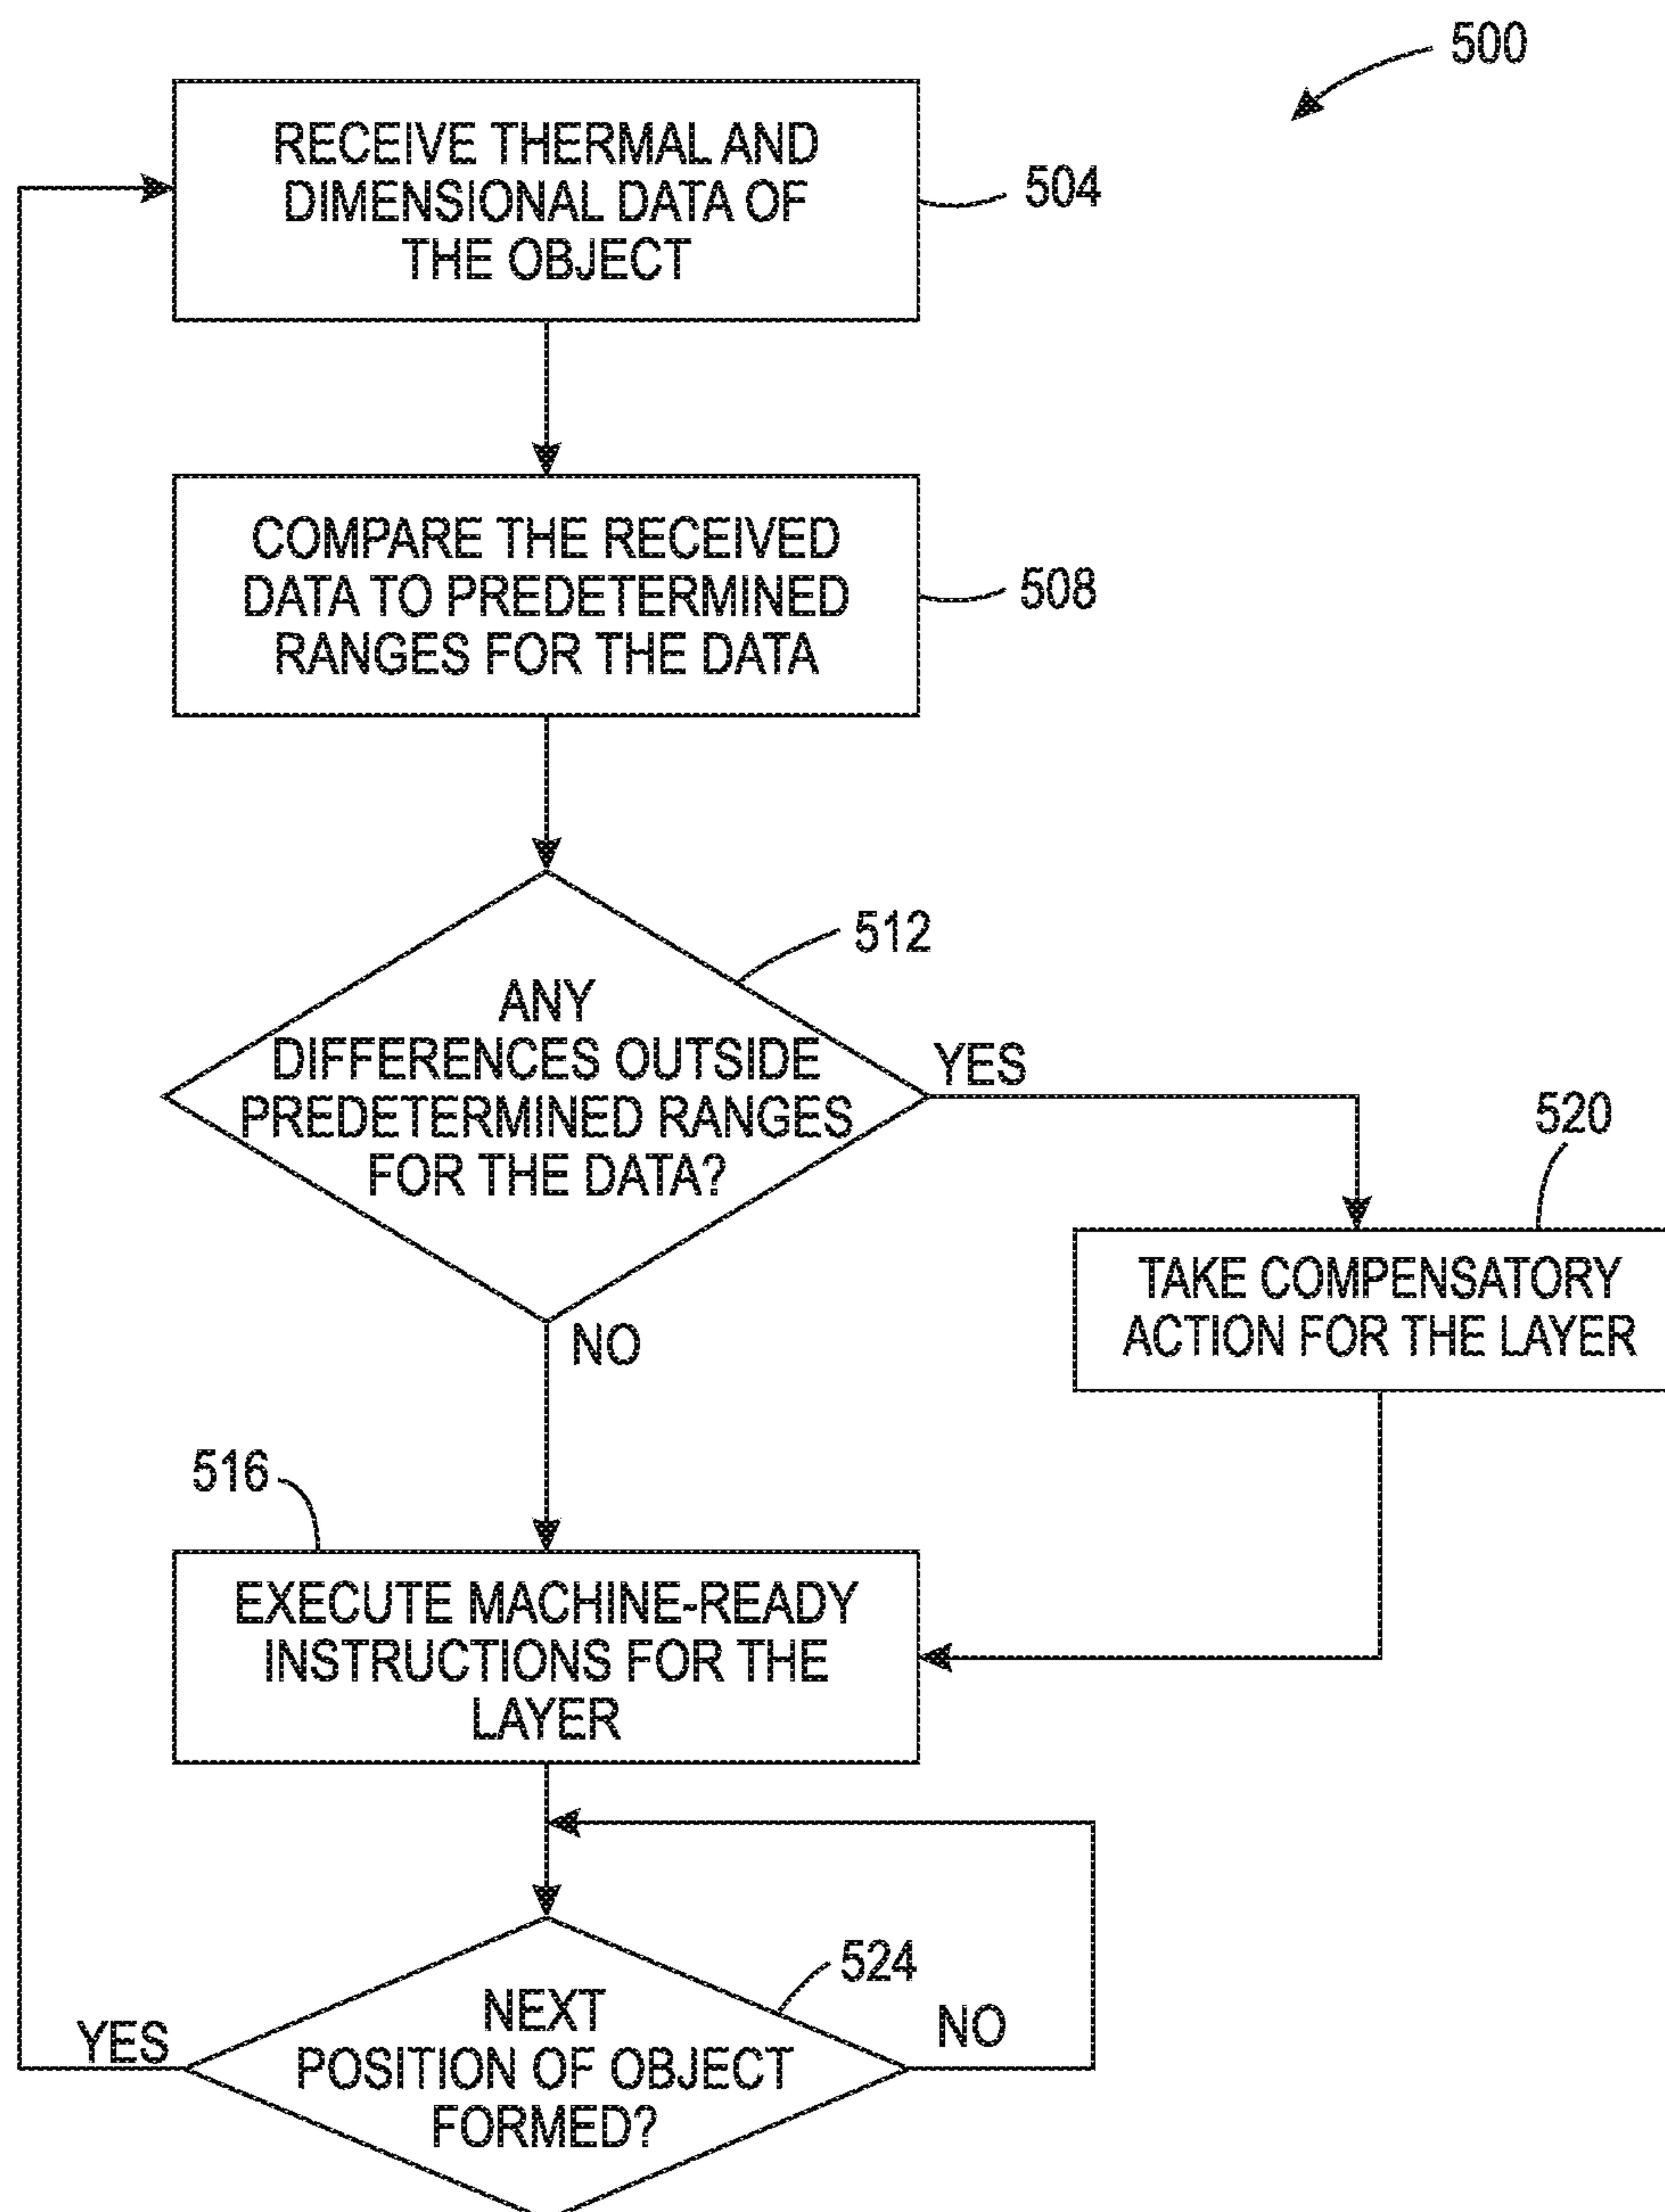 500
RECEIVE THERMAL AND
DIMENSIONAL DATA OF
THE OBJECT
504
COMPARE THE RECEIVED
DATA TO PREDETERMINED
RANGES FOR THE DATA
508
512
ANY
DIFFERENCES OUTSIDE
PREDETERMINED RANGES
FOR THE DATA?
YES
NO
520
TAKE COMPENSATORY
ACTION FOR THE LAYER
516
EXECUTE MACHINE-READY
INSTRUCTIONS FOR THE
LAYER
524
NEXT
POSITION OF OBJECT
FORMED?
YES
NO